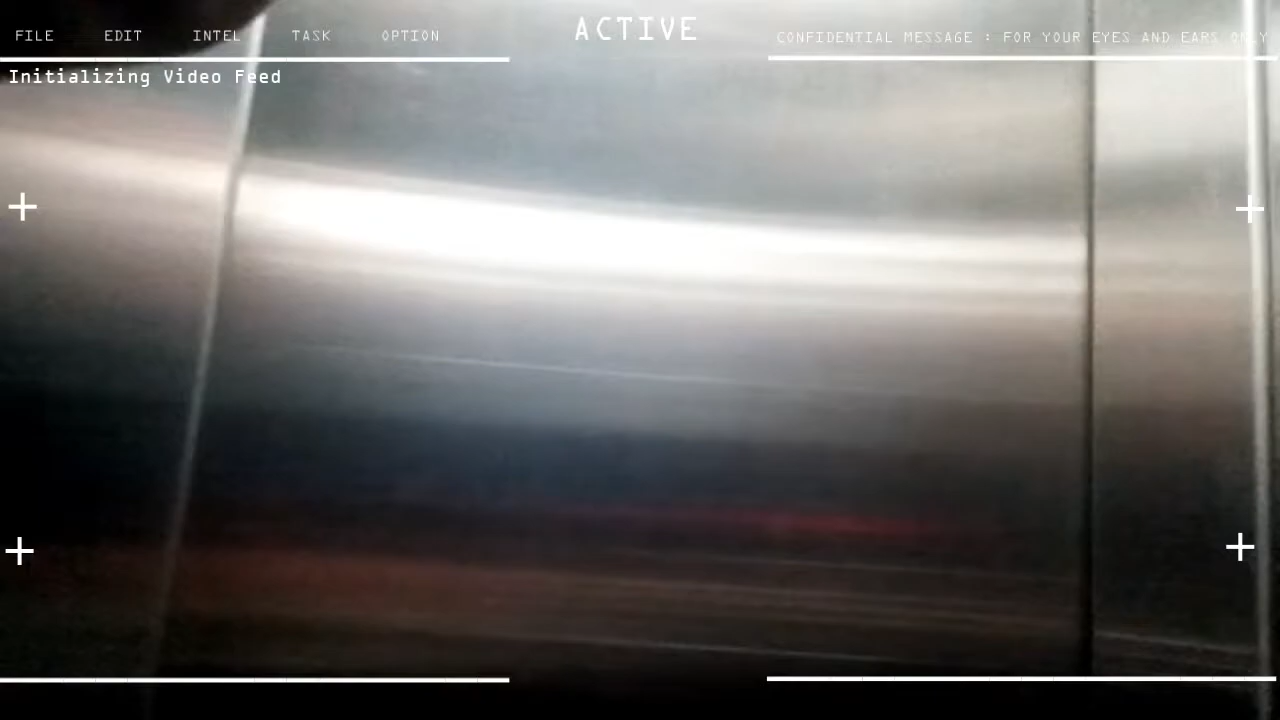 FILE EDIT INTEL TASK OPTION
ACTIVE
CONFIDENTIAL MESSAGE : FOR YOUR EYES AND EARS ONLY
Initializing Video Feed